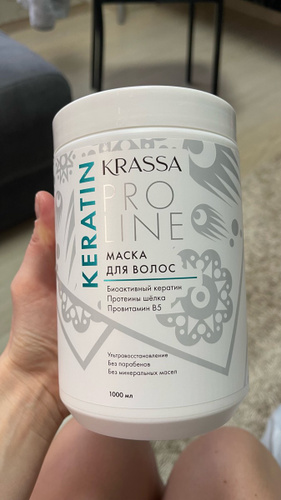 KERATIN
KRASSA
PRO
LINE
МАСКА
ДЛЯ ВОЛОС
Биоактивный кератин
Протеины шёлка
Провитамин B5
Ультравосстановление
Без парабенов
Без минеральных масел
1000 мл